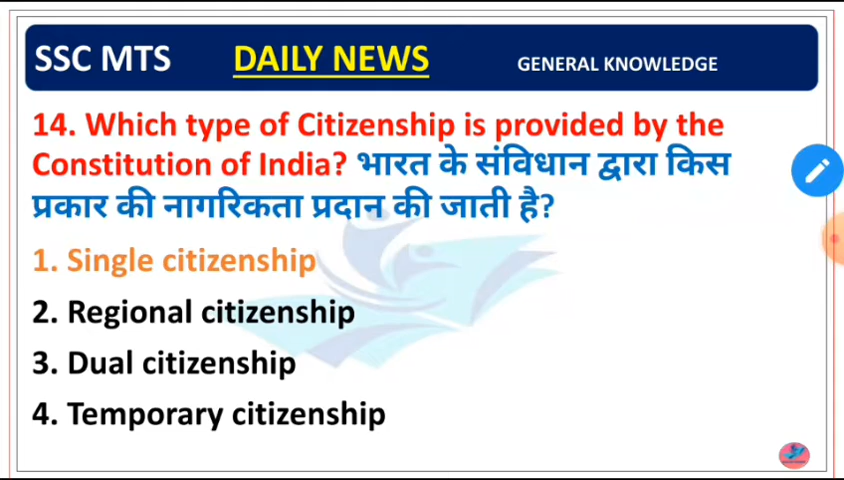 SSC MTS DAILY NEWS GENERAL KNOWLEDGE
14. Which type of Citizenship is provided by the
Constitution of India? भारत के संविधान द्वारा किस
प्रकार की नागरिकता प्रदान की जाती है?
1. Single citizenship
2. Regional citizenship
3. Dual citizenship
4. Temporary citizenship